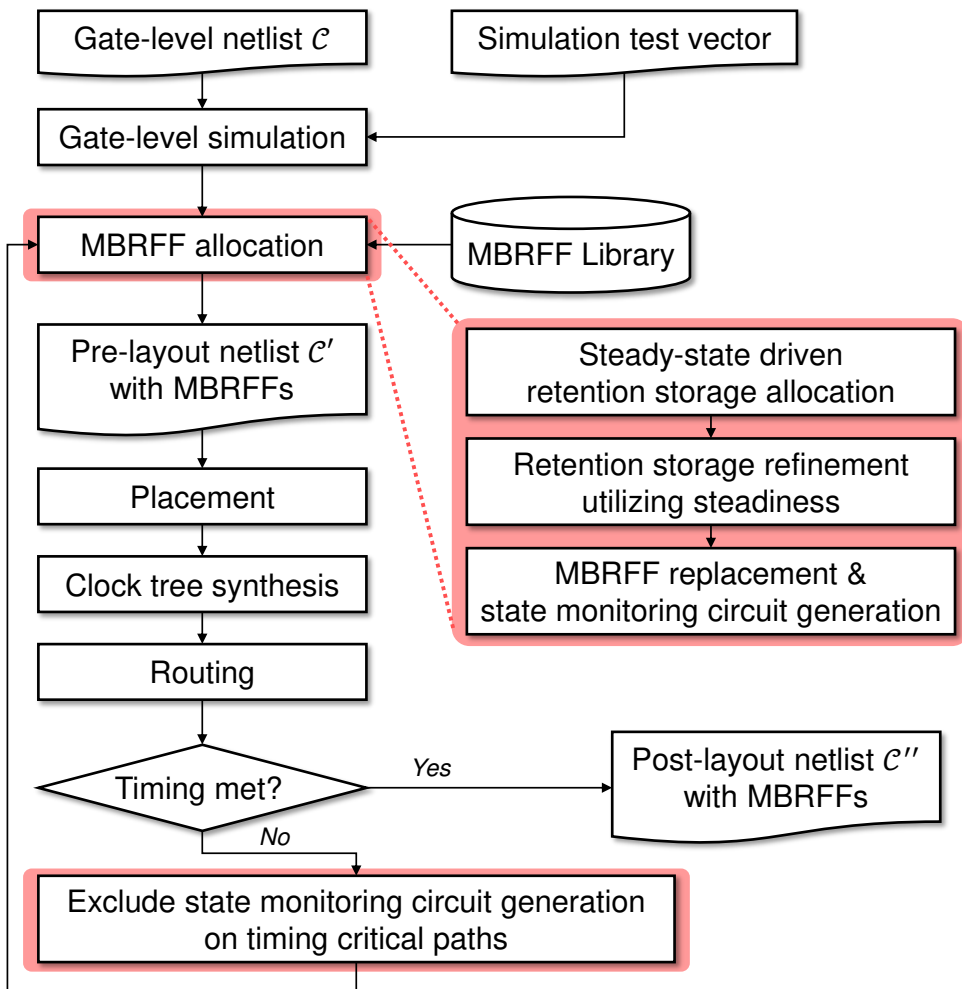 Gate-level netlist 𝒞
Simulation test vector
Gate-level simulation
MBRFF allocation
MBRFF Library
Pre-layout netlist 𝒞′
with MBRFFs
Steady-state driven
retention storage allocation
Retention storage refinement
utilizing steadiness
MBRFF replacement &
state monitoring circuit generation
Placement
Clock tree synthesis
Routing
Timing met?
Yes
Post-layout netlist 𝒞′′
with MBRFFs
No
Exclude state monitoring circuit generation
on timing critical paths